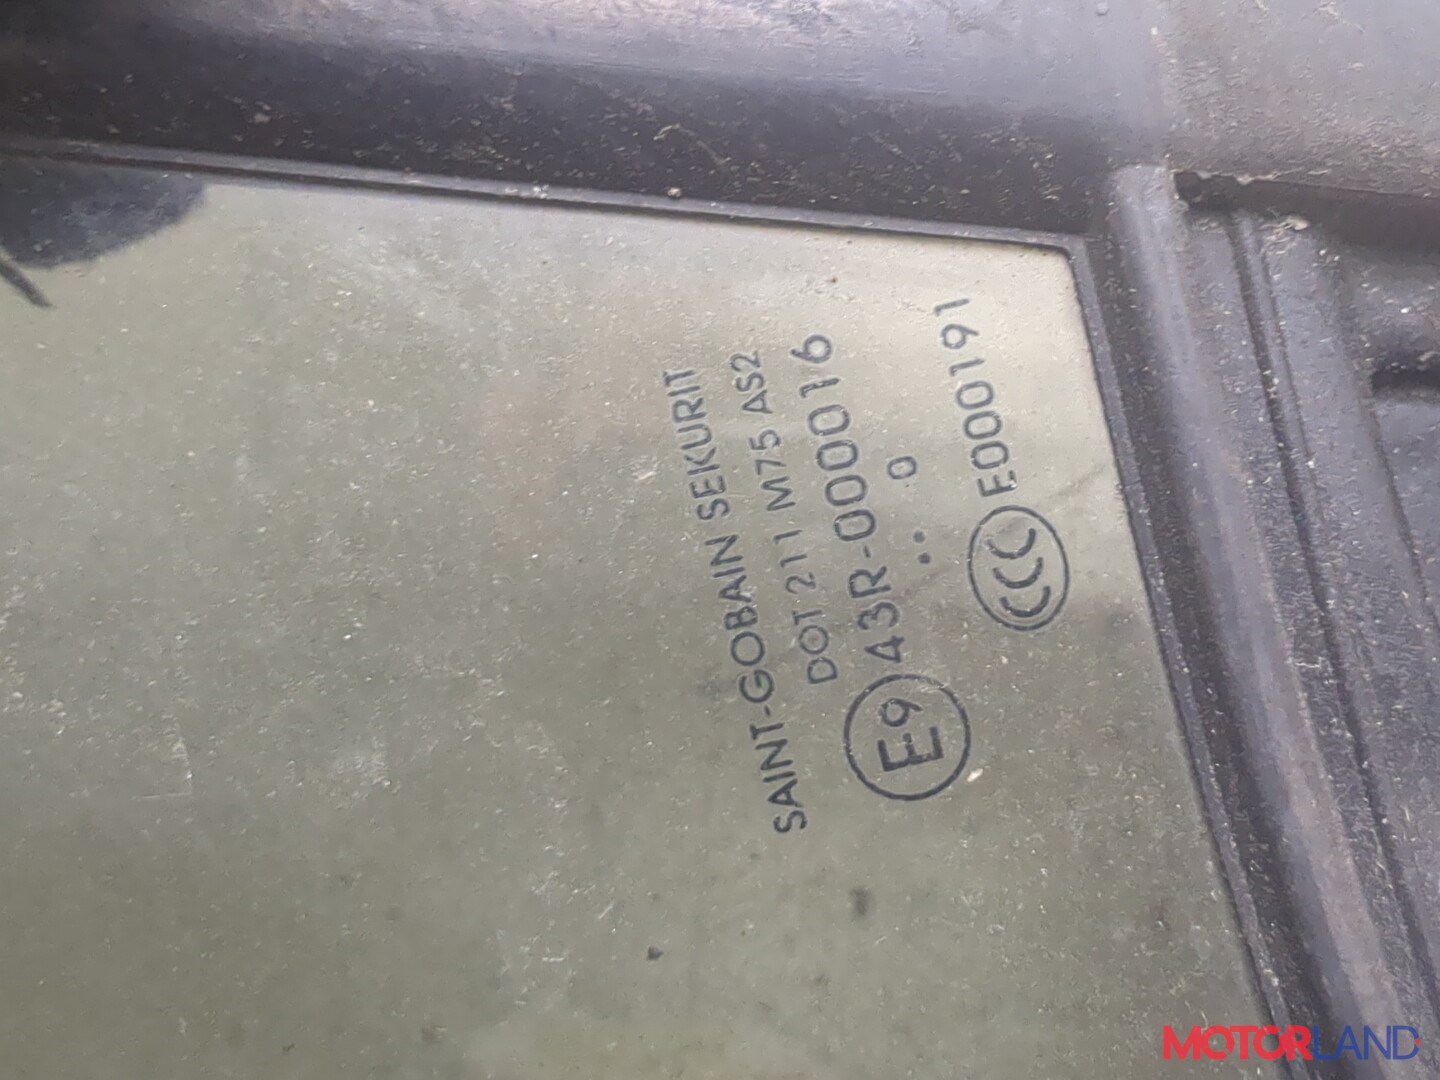 SAINT-GOBAIN SEKURIT
DOT 211 M75 AS2
E9 43R-000016
.. 0
CCC E000191
MOTORLAND